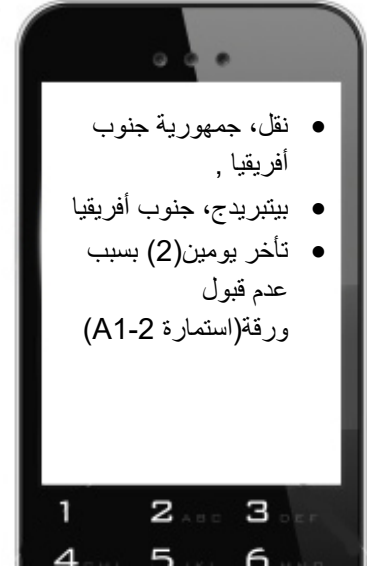 • نقل، جمهورية جنوب
أفريقيا ,
• بيتبريدج، جنوب أفريقيا
• تأخر يومين(2) بسبب
عدم قبول
ورقة(استمارة A1-2)
1 2 ABC 3 DEF
4 5 6